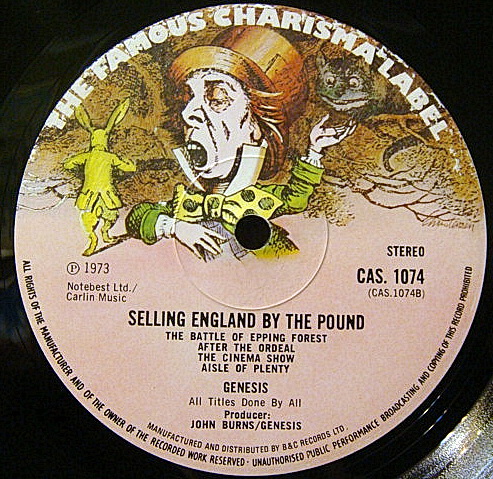 THE FAMOUS CHARISMA LABEL
STEREO
℗ 1973
CAS. 1074
Notebest Ltd./
(CAS.1074B)
Carlin Music
SELLING ENGLAND BY THE POUND
THE BATTLE OF EPPING FOREST
AFTER THE ORDEAL
THE CINEMA SHOW
AISLE OF PLENTY
GENESIS
All Titles Done By All
Producer:
JOHN BURNS/GENESIS
MANUFACTURED AND DISTRIBUTED BY B&C RECORDS LTD.
ALL RIGHTS OF THE MANUFACTURER AND OF THE OWNER OF THE RECORDED WORK RESERVED · UNAUTHORISED PUBLIC PERFORMANCE BROADCASTING AND COPYING OF THIS RECORD PROHIBITED